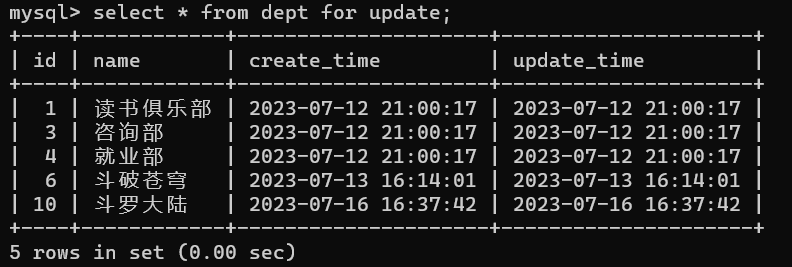 mysql> select * from dept for update;
+----+------------+---------------------+---------------------+
| id | name       | create_time         | update_time         |
+----+------------+---------------------+---------------------+
|  1 | 读书俱乐部 | 2023-07-12 21:00:17 | 2023-07-12 21:00:17 |
|  3 | 咨询部     | 2023-07-12 21:00:17 | 2023-07-12 21:00:17 |
|  4 | 就业部     | 2023-07-12 21:00:17 | 2023-07-12 21:00:17 |
|  6 | 斗破苍穹   | 2023-07-13 16:14:01 | 2023-07-13 16:14:01 |
| 10 | 斗罗大陆   | 2023-07-16 16:37:42 | 2023-07-16 16:37:42 |
+----+------------+---------------------+---------------------+
5 rows in set (0.00 sec)